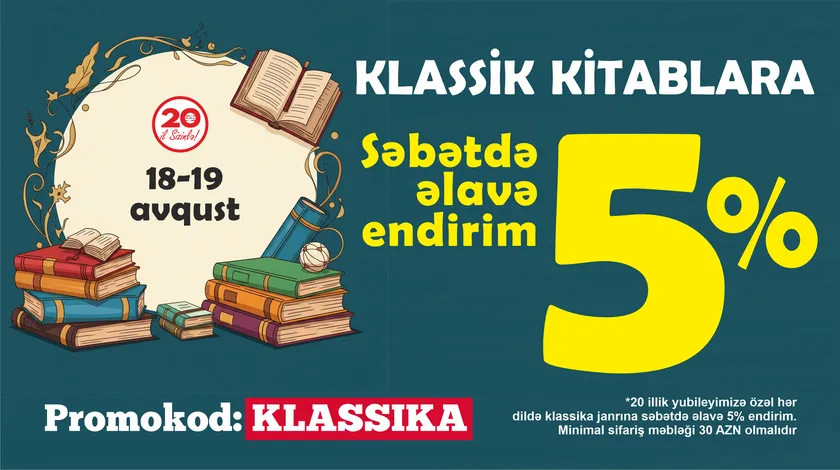 20
il Sizinlə!
18-19
avqust
KLASSİK KİTABLARA
Səbətdə
əlavə
endirim
5%
Promokod: KLASSIKA
*20 illik yubileyimizə özəl hər
dildə klassika janrına səbətdə əlavə 5% endirim.
Minimal sifariş məbləği 30 AZN olmalıdır